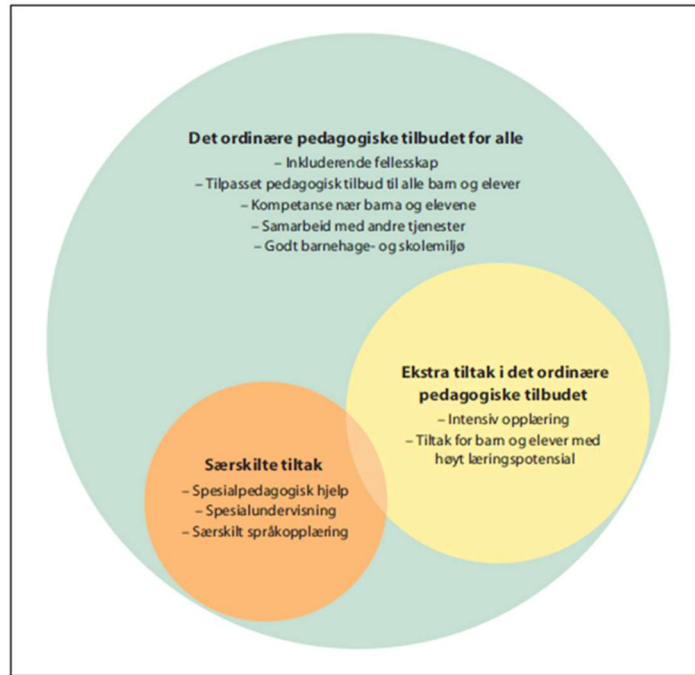 Det ordinære pedagogiske tilbudet for alle
– Inkluderende fellesskap
– Tilpasset pedagogisk tilbud til alle barn og elever
– Kompetanse nær barna og elevene
– Samarbeid med andre tjenester
– Godt barnehage- og skolemiljø
Ekstra tiltak i det ordinære
pedagogiske tilbudet
– Intensiv opplæring
– Tiltak for barn og elever med
høyt læringspotensial
Særskilte tiltak
– Spesialpedagogisk hjelp
– Spesialundervisning
– Særskilt språkopplæring